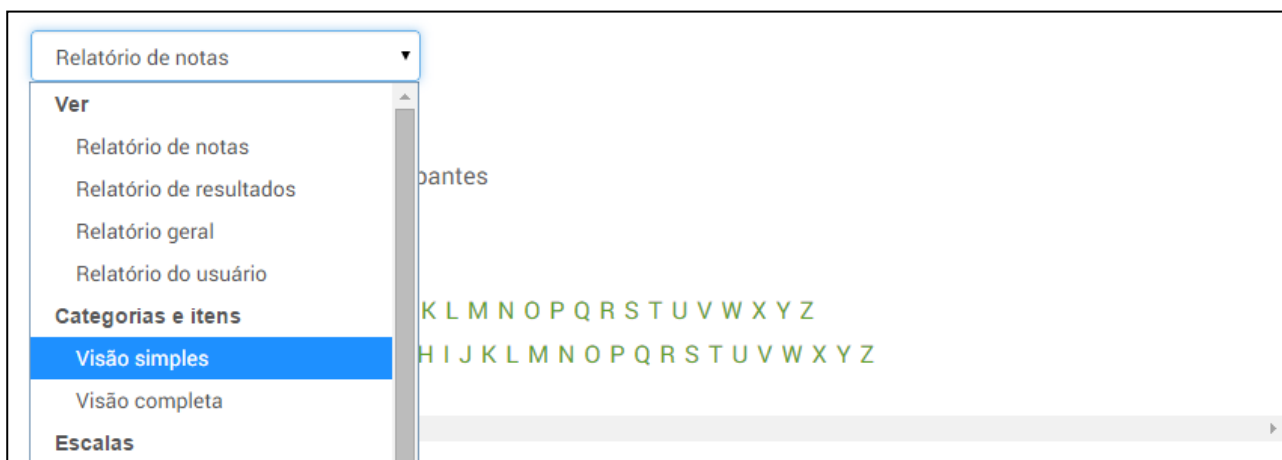 Relatório de notas
Ver
Relatório de notas
Relatório de resultados
pantes
Relatório geral
Relatório do usuário
Categorias e itens
K L M N O P Q R S T U V W X Y Z
Visão simples
H I J K L M N O P Q R S T U V W X Y Z
Visão completa
Escalas